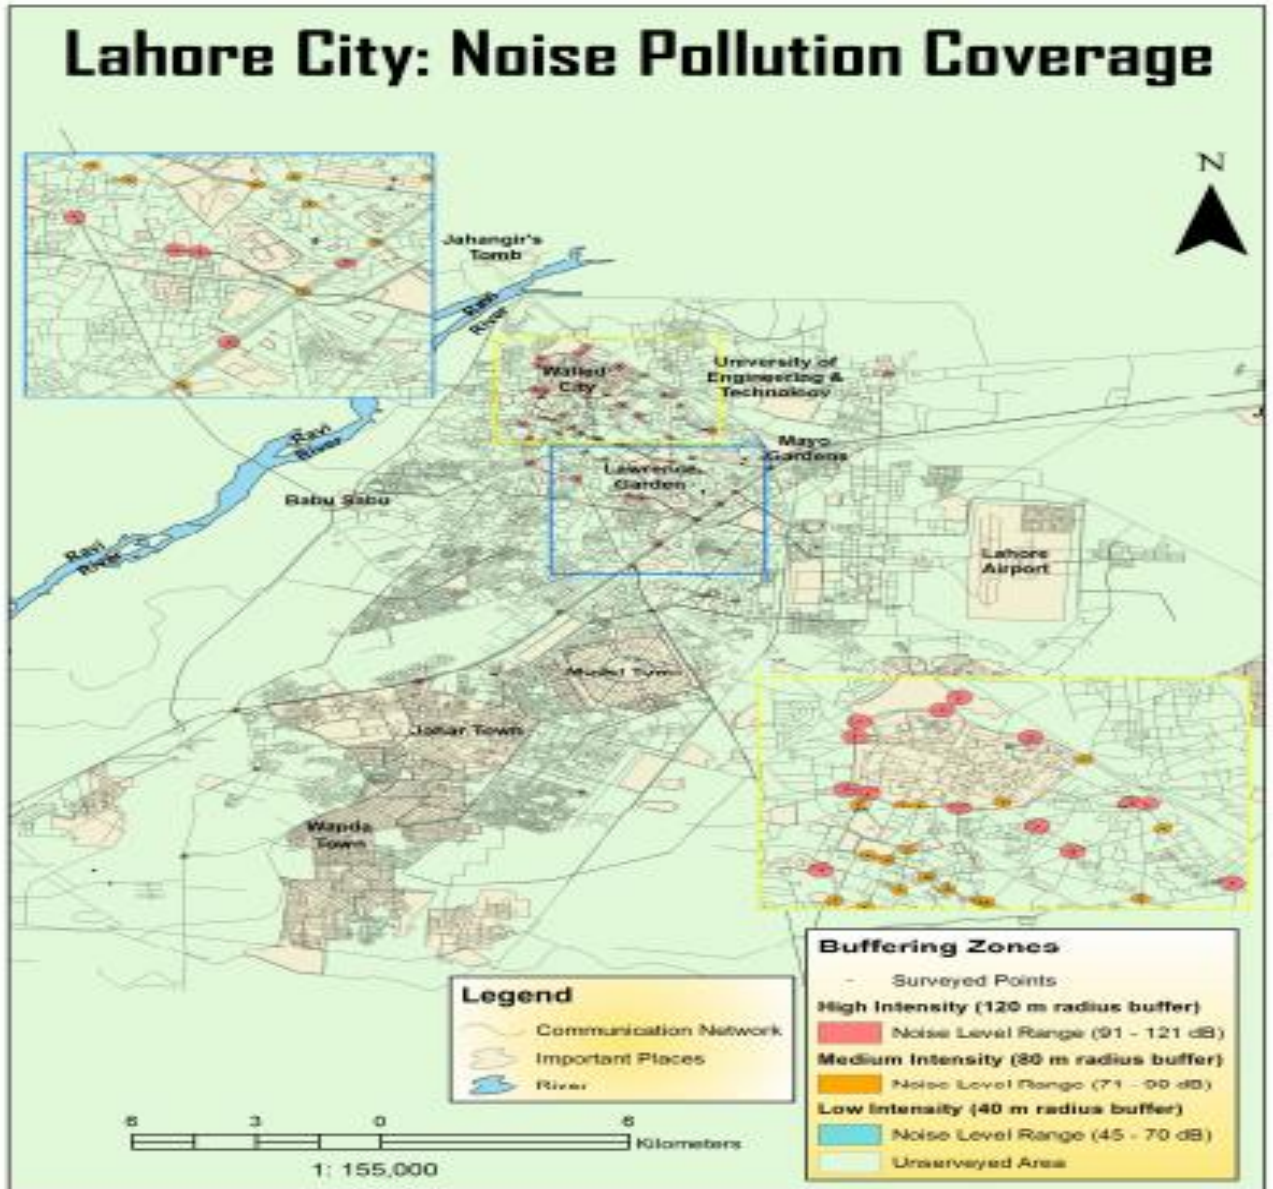 Lahore City: Noise Pollution Coverage
N
Jahangir's
Tomb
Ravi
River
Walled
City
University of
Engineering &
Technology
Mayo
Gardens
Lawrence
Garden
Ravi
River
Babu Sabu
Ravi
River
Lahore
Airport
Model Town
Johar Town
Wapda
Town
Legend
Communication Network
Important Places
River
Buffering Zones
Surveyed Points
High Intensity (120 m radius buffer)
Noise Level Range (91 - 121 dB)
Medium Intensity (80 m radius buffer)
Noise Level Range (71 - 90 dB)
Low Intensity (40 m radius buffer)
Noise Level Range (45 - 70 dB)
Unserveyed Area
6 3 0 6
Kilometers
1: 155,000